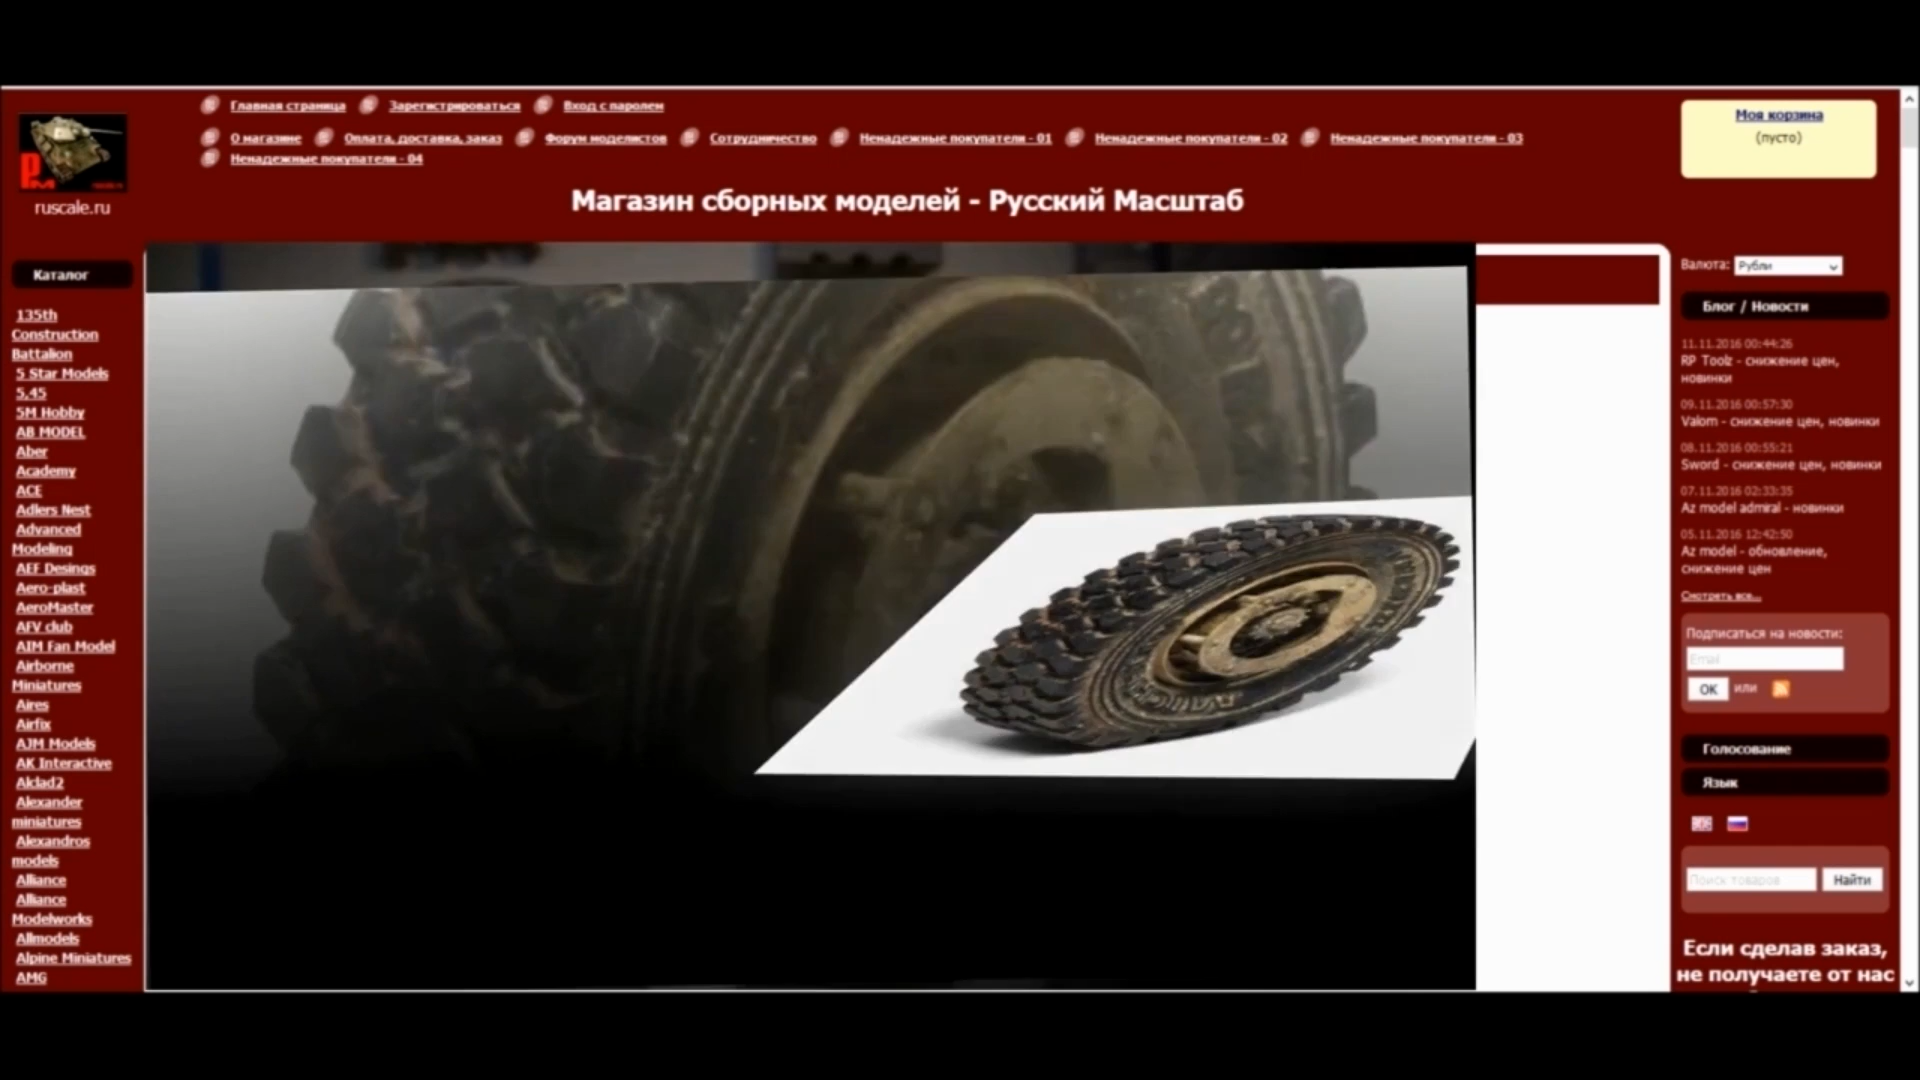 Главная страница
Зарегистрироваться
Вход с паролем
О магазине
Оплата, доставка, заказ
Форум моделистов
Сотрудничество
Ненадежные покупатели - 01
Ненадежные покупатели - 02
Ненадежные покупатели - 03
Ненадежные покупатели - 04
Моя корзина
(пусто)
РМ
ruscale.ru
Магазин сборных моделей - Русский Масштаб
Каталог
135th
Construction
Battalion
5 Star Models
5,45
5M Hobby
AB MODEL
Aber
Academy
ACE
Adlers Nest
Advanced
Modeling
AEF Desings
Aero-plast
AeroMaster
AFV club
AIM Fan Model
Airborne
Miniatures
Aires
Airfix
AJM Models
AK Interactive
Alclad2
Alexander
miniatures
Alexandros
models
Alliance
Alliance
Modelworks
Allmodels
Alpine Miniatures
AMG
Валюта: Рубли
Блог / Новости
11.11.2016 00:44:26
RP Toolz - снижение цен,
новинки
09.11.2016 00:57:30
Valom - снижение цен, новинки
08.11.2016 00:55:21
Sword - снижение цен, новинки
07.11.2016 02:33:35
Az model admiral - новинки
05.11.2016 12:42:50
Az model - обновление,
снижение цен
Смотреть все...
Подписаться на новости:
Email
OK или
Голосование
Язык
Поиск товаров
Найти
Если сделав заказ,
не получаете от нас